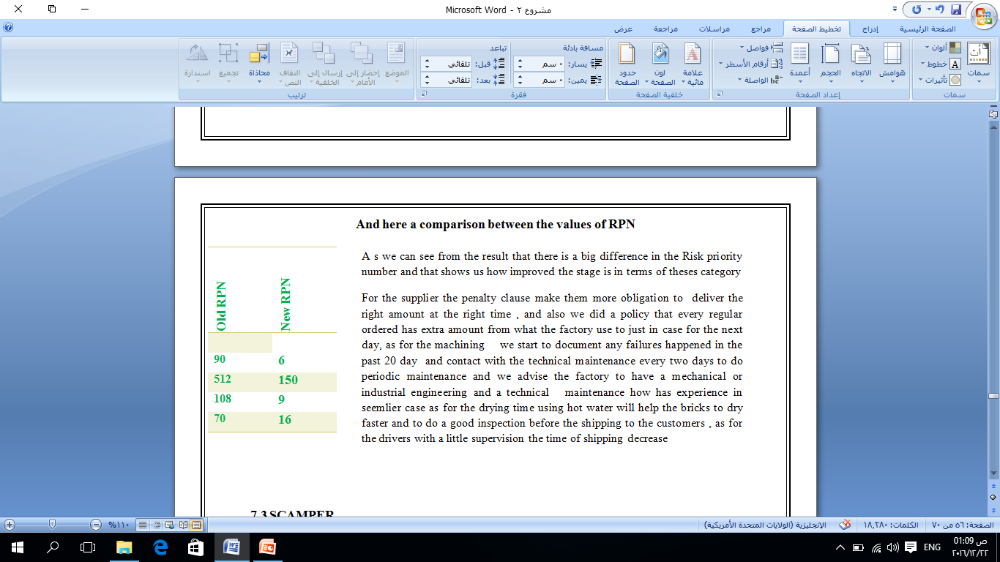 مشروع ٢ - Microsoft Word
الصفحة الرئيسية إدراج تخطيط الصفحة مراجع مراسلات مراجعة عرض
سمات
ألوان
خطوط
تأثيرات
سمات
هوامش
الاتجاه
الحجم
أعمدة
فواصل
أرقام الأسطر
الواصلة
إعداد الصفحة
علامة مائية
لون الصفحة
حدود الصفحة
خلفية الصفحة
مسافة بادئة
يسار: ٠ سم
يمين: ٠ سم
تباعد
قبل: تلقائي
بعد: تلقائي
فقرة
الموضع
إحضار إلى الأمام
إرسال إلى الخلفية
التفاف النص
محاذاة
تجميع
استدارة
ترتيب
And here a comparison between the values of RPN
Old RPN New RPN
90 6
512 150
108 9
70 16
A s we can see from the result that there is a big difference in the Risk priority
number and that shows us how improved the stage is in terms of theses category
For the supplier the penalty clause make them more obligation to deliver the
right amount at the right time , and also we did a policy that every regular
ordered has extra amount from what the factory use to just in case for the next
day, as for the machining we start to document any failures happened in the
past 20 day and contact with the technical maintenance every two days to do
periodic maintenance and we advise the factory to have a mechanical or
industrial engineering and a technical maintenance how has experience in
seemlier case as for the drying time using hot water will help the bricks to dry
faster and to do a good inspection before the shipping to the customers , as for
the drivers with a little supervision the time of shipping decrease
7.3 SCAMPER
الصفحة: ٥٦ من ٧٠ الكلمات: ١٨,٢٨٠ الإنجليزية (الولايات المتحدة الأمريكية) ١١٠%
ENG
01:09 ص
٢٠١٦/١٢/٢٢